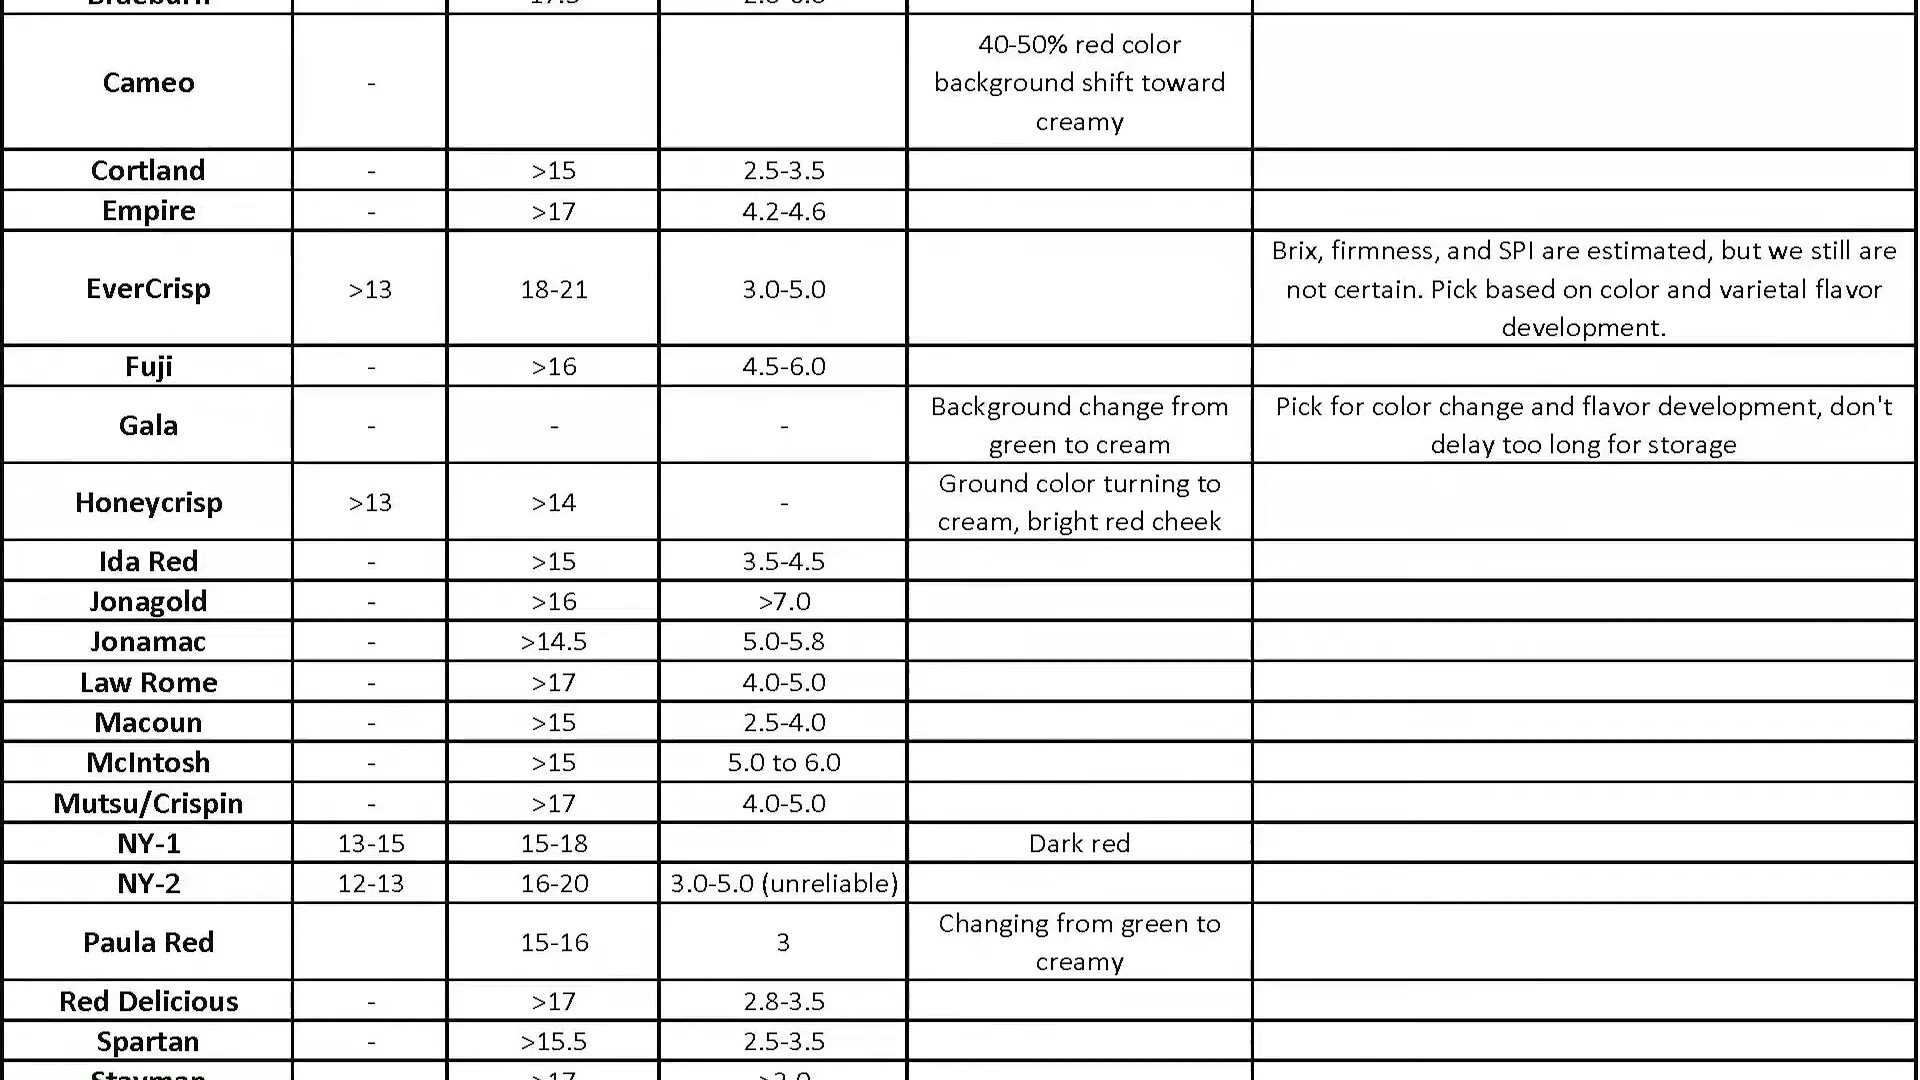 40-50% red color
Cameo - background shift toward
creamy
Cortland - >15 2.5-3.5
Empire - >17 4.2-4.6
Brix, firmness, and SPI are estimated, but we still are
EverCrisp >13 18-21 3.0-5.0 not certain. Pick based on color and varietal flavor
development.
Fuji - >16 4.5-6.0
Background change from Pick for color change and flavor development, don't
Gala - - - green to cream delay too long for storage
Ground color turning to
Honeycrisp >13 >14 - cream, bright red cheek
Ida Red - >15 3.5-4.5
Jonagold - >16 >7.0
Jonamac - >14.5 5.0-5.8
Law Rome - >17 4.0-5.0
Macoun - >15 2.5-4.0
McIntosh - >15 5.0 to 6.0
Mutsu/Crispin - >17 4.0-5.0
NY-1 13-15 15-18 Dark red
NY-2 12-13 16-20 3.0-5.0 (unreliable)
Changing from green to
Paula Red 15-16 3 creamy
Red Delicious - >17 2.8-3.5
Spartan - >15.5 2.5-3.5